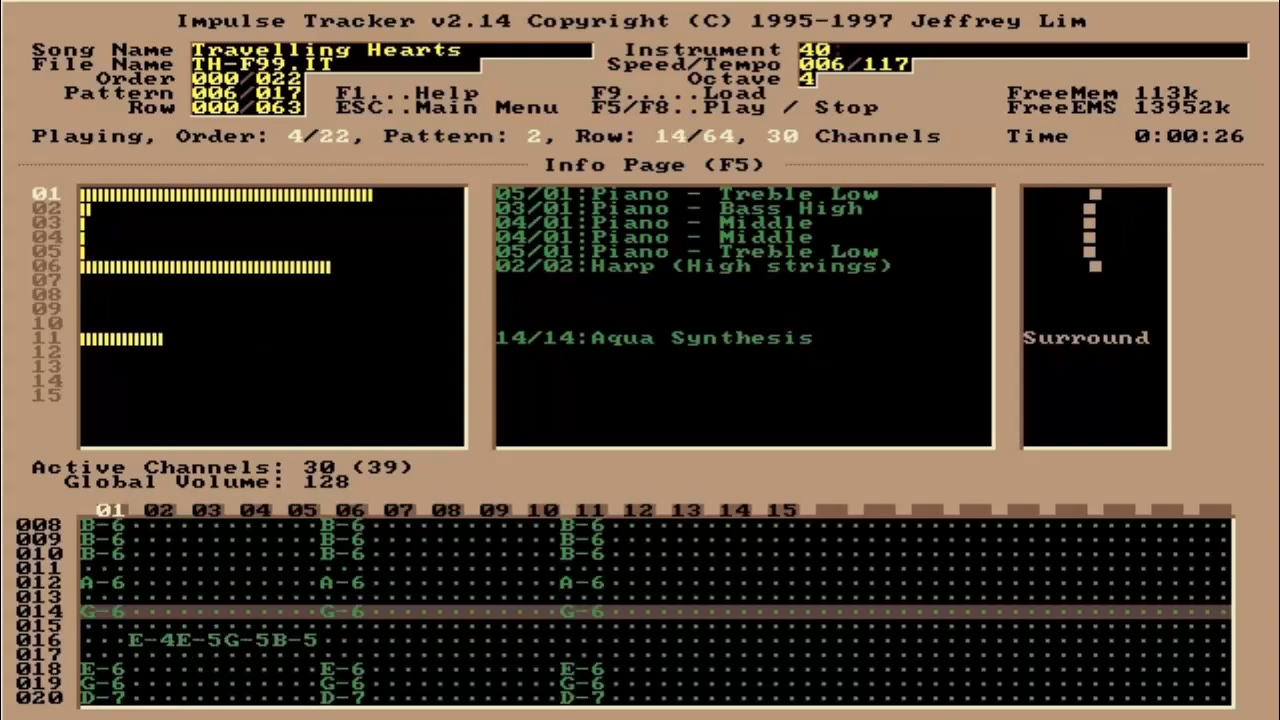 Impulse Tracker v2.14 Copyright (C) 1995-1997 Jeffrey Lim
Song Name Travelling Hearts Instrument 40
File Name TH-F99.IT Speed/Tempo 006/117
Order 000/022 Octave 4
Pattern 006/017 F1...Help F9.....Load FreeMem 113k
Row 000/063 ESC..Main Menu F5/F8..Play / Stop FreeEMS 13952k
Playing, Order: 4/22, Pattern: 2, Row: 14/64, 30 Channels Time 0:00:26
Info Page (F5)
01 05/01:Piano - Treble Low
02 03/01:Piano - Bass High
03 04/01:Piano - Middle
04 04/01:Piano - Middle
05 05/01:Piano - Treble Low
06 02/02:Harp (High strings)
07
08
09
10
11 14/14:Aqua Synthesis Surround
12
13
14
15
Active Channels: 30 (39)
Global Volume: 128
01 02 03 04 05 06 07 08 09 10 11 12 13 14 15
008 B-6 B-6 B-6
009 B-6 B-6 B-6
010 B-6 B-6 B-6
011
012 A-6 A-6 A-6
013
014 G-6 G-6 G-6
015
016 E-4E-5G-5B-5
017
018 E-6 E-6 E-6
019 G-6 G-6 G-6
020 D-7 D-7 D-7